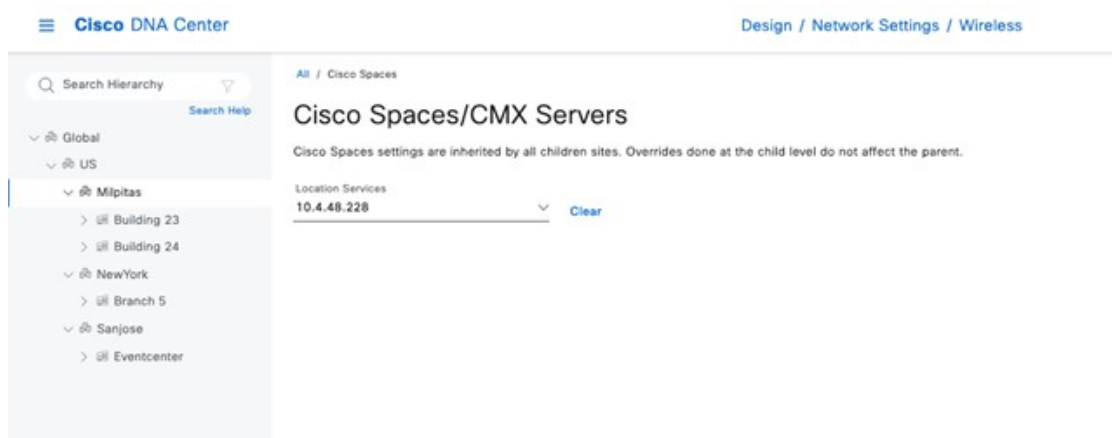 Cisco DNA Center
Design / Network Settings / Wireless
Search Hierarchy
Search Help
Global
US
Milpitas
Building 23
Building 24
NewYork
Branch 5
Sanjose
Eventcenter
All / Cisco Spaces
Cisco Spaces/CMX Servers
Cisco Spaces settings are inherited by all children sites. Overrides done at the child level do not affect the parent.
Location Services
10.4.48.228
Clear